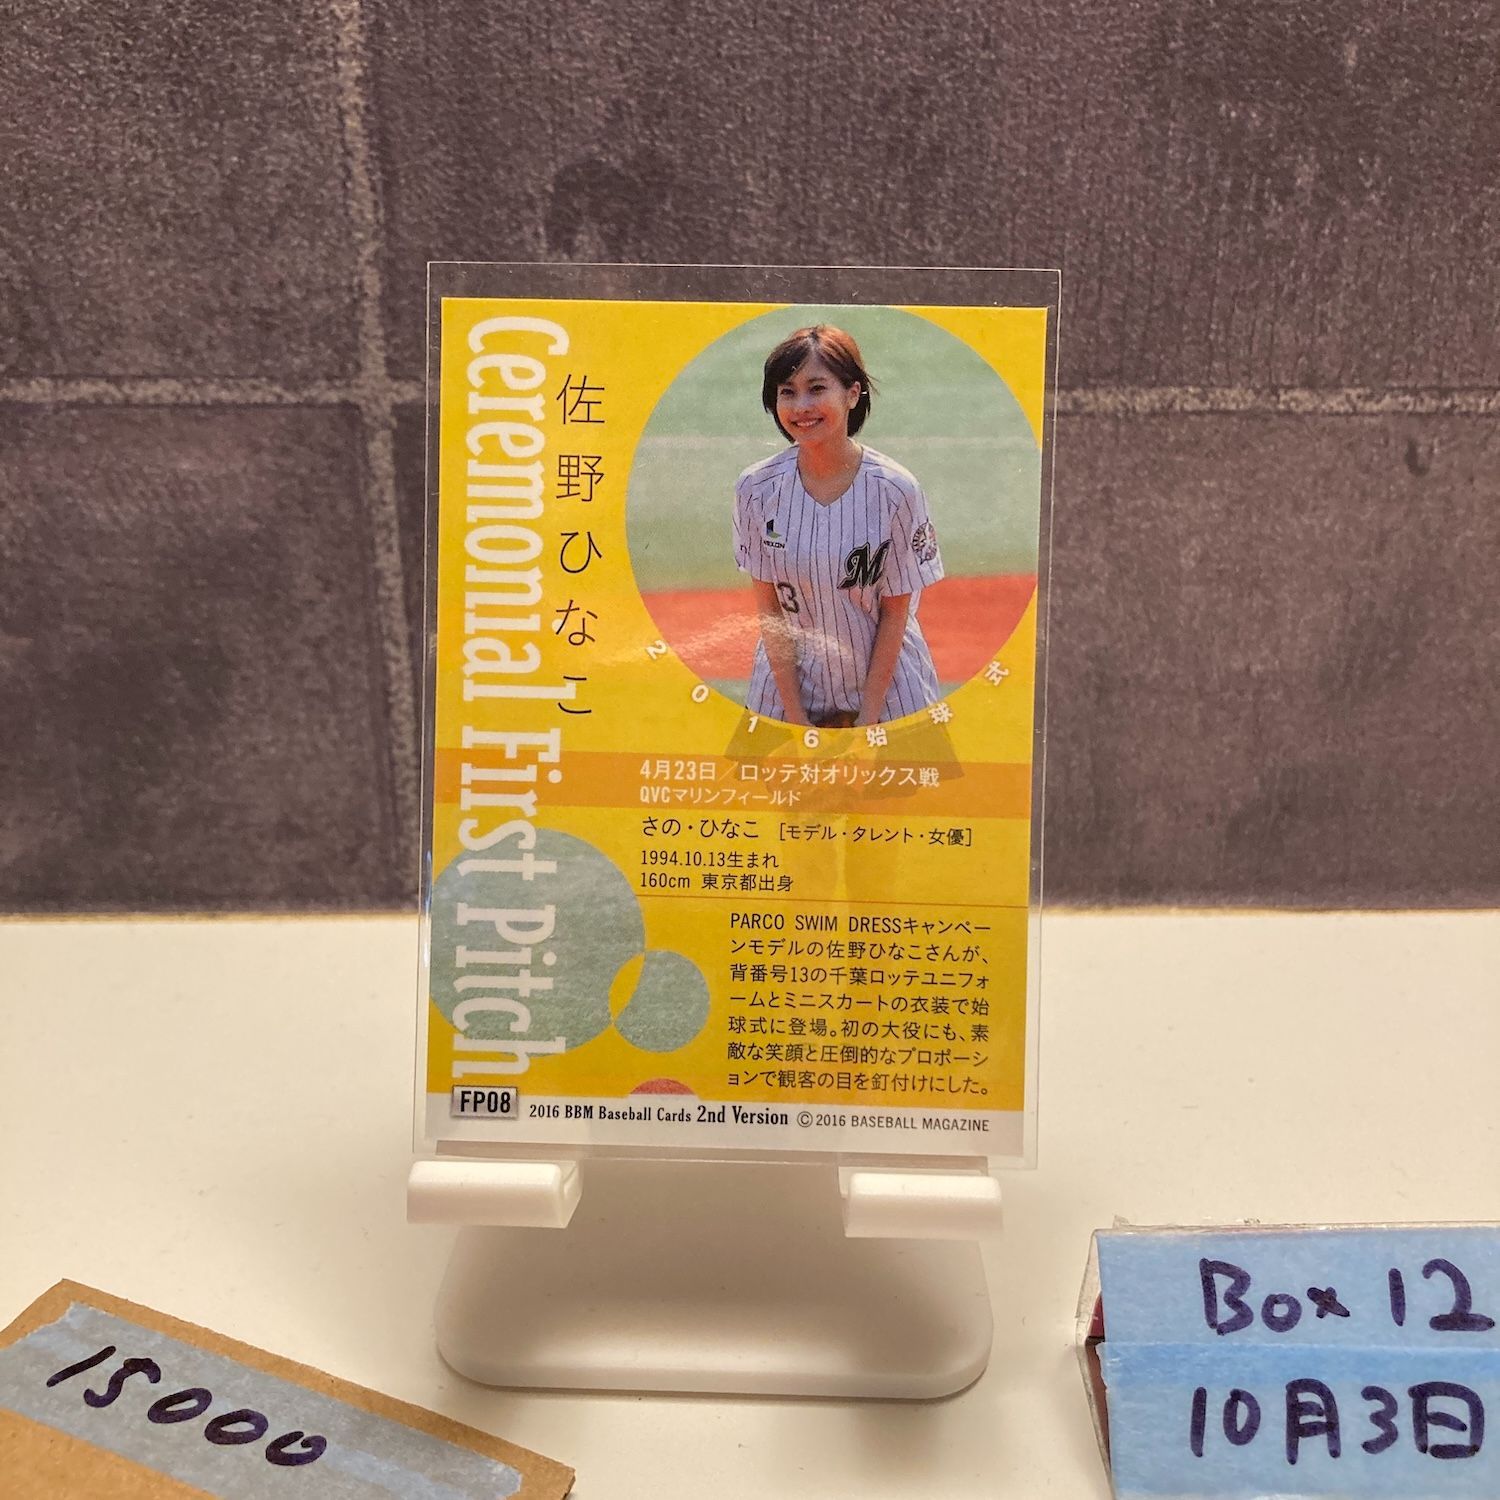 Ceremonial First Pitch
佐野ひなこ
NEXON
M
3
2016始球式
4月23日／ロッテ対オリックス戦
QVCマリンフィールド
さの・ひなこ [モデル・タレント・女優]
1994.10.13生まれ
160cm 東京都出身
PARCO SWIM DRESSキャンペー
ンモデルの佐野ひなこさんが、
背番号13の千葉ロッテユニフォ
ームとミニスカートの衣装で始
球式に登場。初の大役にも、素
敵な笑顔と圧倒的なプロポーシ
ョンで観客の目を釘付けにした。
FP08 2016 BBM Baseball Cards 2nd Version ©2016 BASEBALL MAGAZINE
15000
Box 12
10月3日